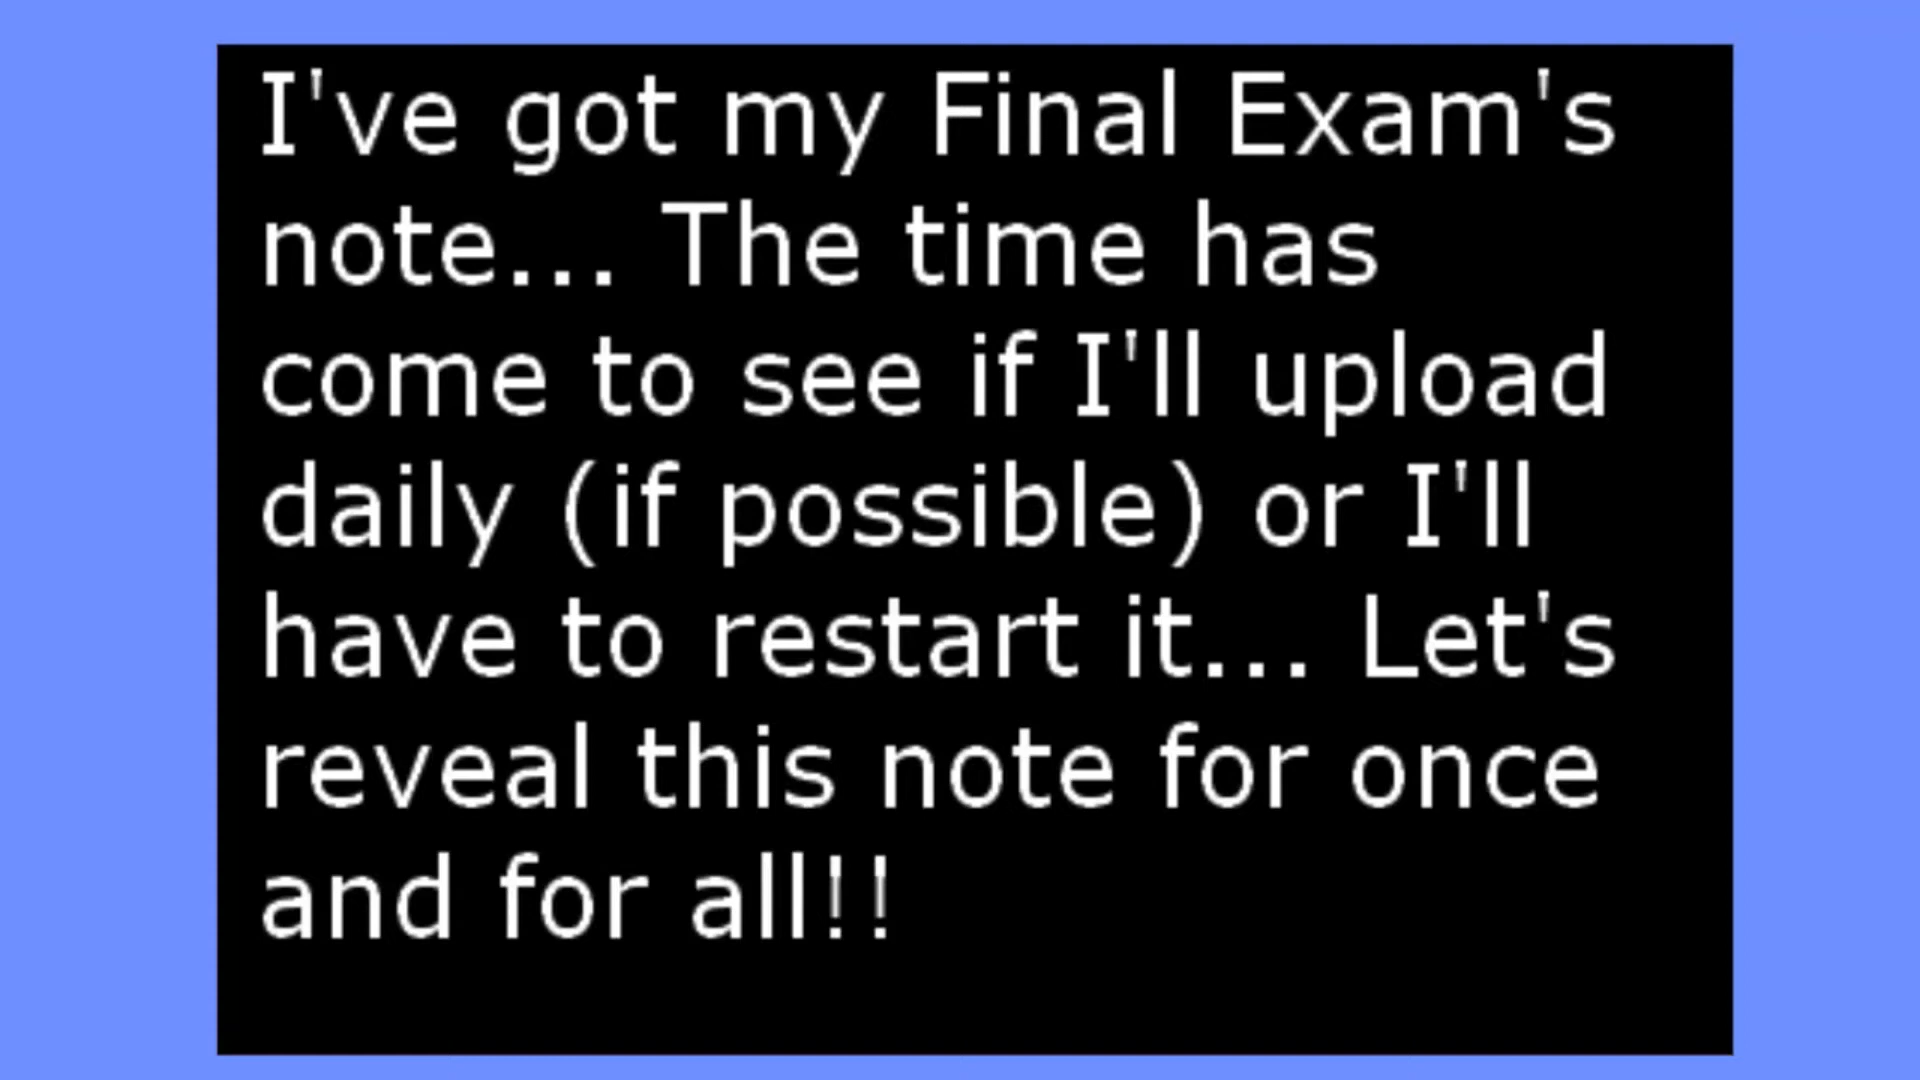 I've got my Final Exam's
note... The time has
come to see if I'll upload
daily (if possible) or I'll
have to restart it... Let's
reveal this note for once
and for all!!